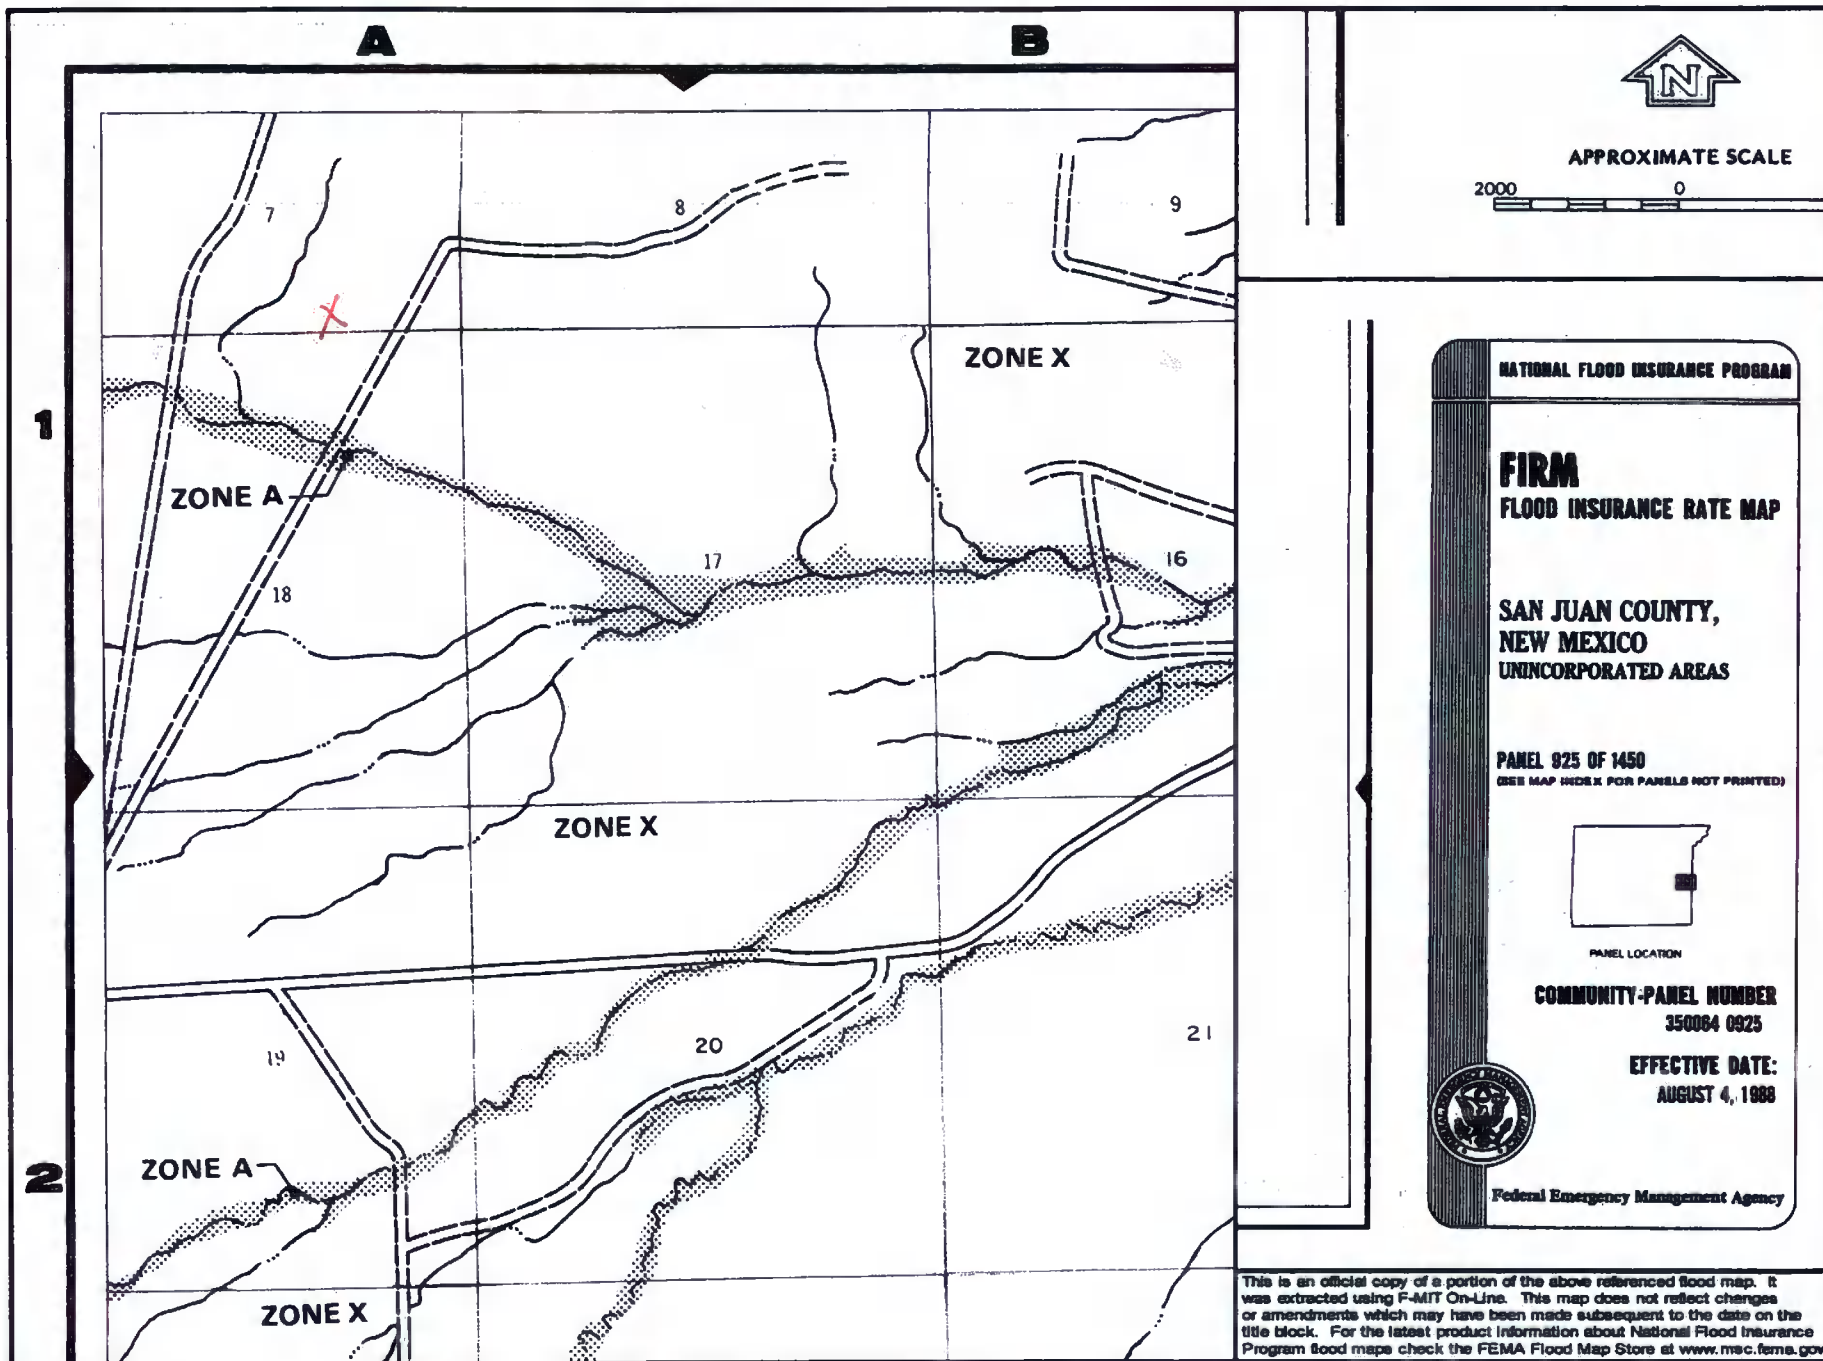 A
B
N
APPROXIMATE SCALE
2000 0
7
8
9
X
ZONE X
1
NATIONAL FLOOD INSURANCE PROGRAM
FIRM
FLOOD INSURANCE RATE MAP
ZONE A
17
16
18
SAN JUAN COUNTY,
NEW MEXICO
UNINCORPORATED AREAS
PANEL 925 OF 1450
(SEE MAP INDEX FOR PANELS NOT PRINTED)
ZONE X
PANEL LOCATION
COMMUNITY-PANEL NUMBER
350064 0925
EFFECTIVE DATE:
AUGUST 4, 1988
19
20
21
2
ZONE A
Federal Emergency Management Agency
ZONE X
This is an official copy of a portion of the above referenced flood map. It
was extracted using F-MIT On-Line. This map does not reflect changes
or amendments which may have been made subsequent to the date on the
title block. For the latest product information about National Flood Insurance
Program flood maps check the FEMA Flood Map Store at www.msc.fema.gov